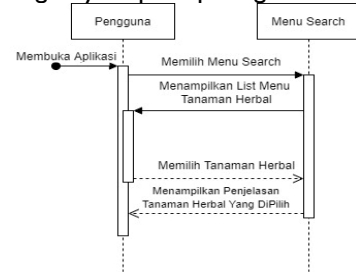 Pengguna
Menu Search
Membuka Aplikasi
Memilih Menu Search
Menampilkan List Menu
Tanaman Herbal
Memilih Tanaman Herbal
Menampilkan Penjelasan
Tanaman Herbal Yang DiPilih